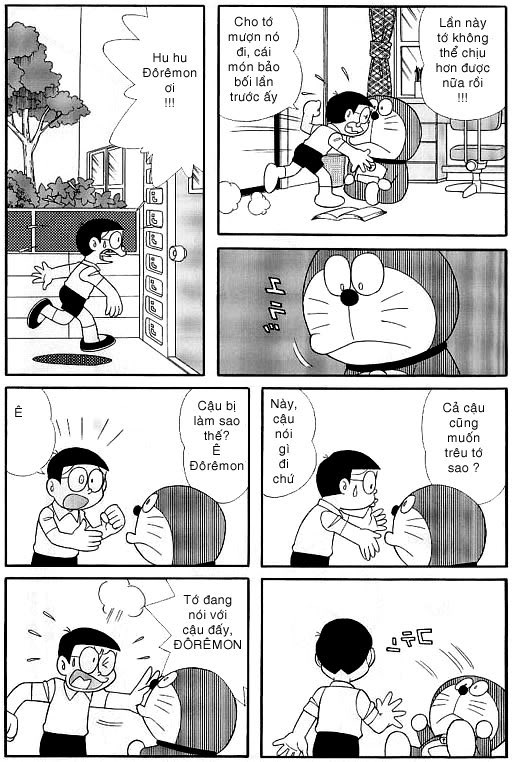 Hu hu
Đôrêmon
ơi
!!!
Cho tớ
mượn nó
đi, cái
món bảo
bối lần
trước ấy
Lần này
tớ không
thể chịu
hơn được
nữa rồi
!!!
Ê
Cậu bị
làm sao
thế?
Ê
Đôrêmon
Này,
cậu
nói
gì
đi
chứ
Cả cậu
cũng
muốn
trêu tớ
sao ?
Tớ đang
nói với
cậu đấy,
ĐÔRÊMON